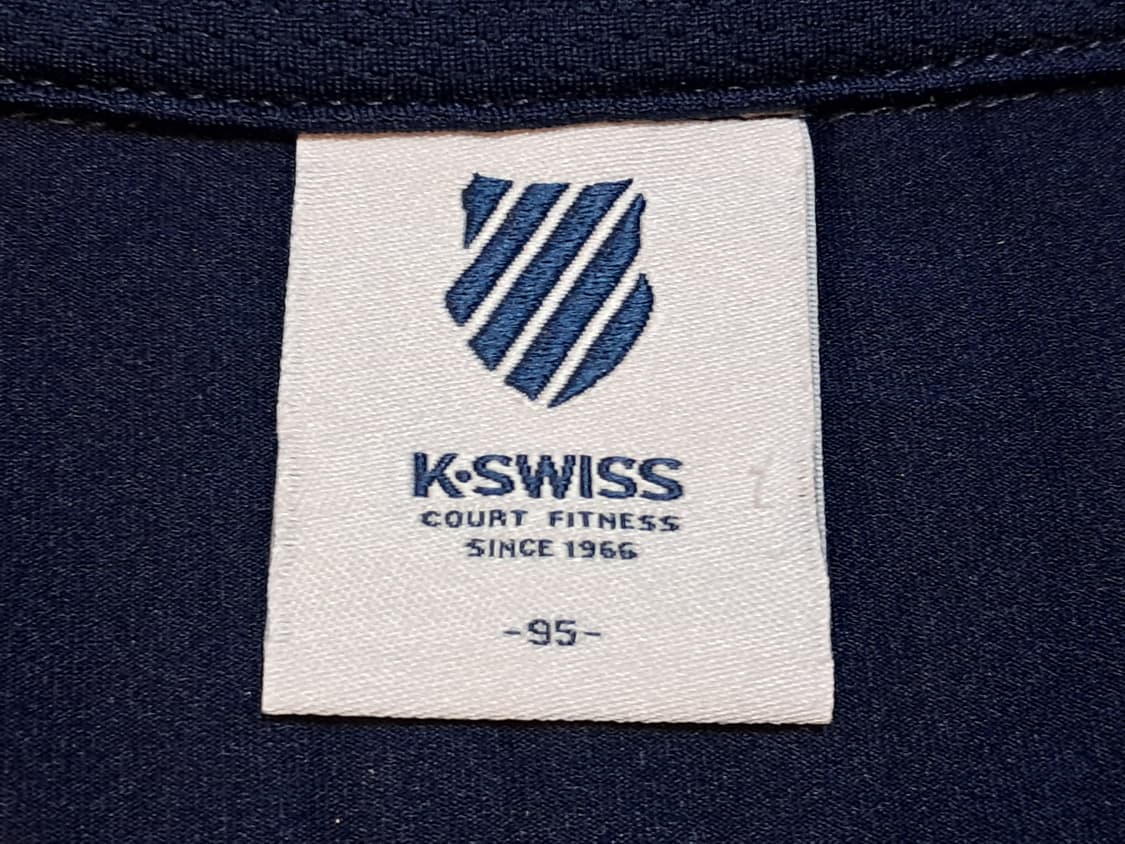 K·SWISS
COURT FITNESS
SINCE 1966
-95-